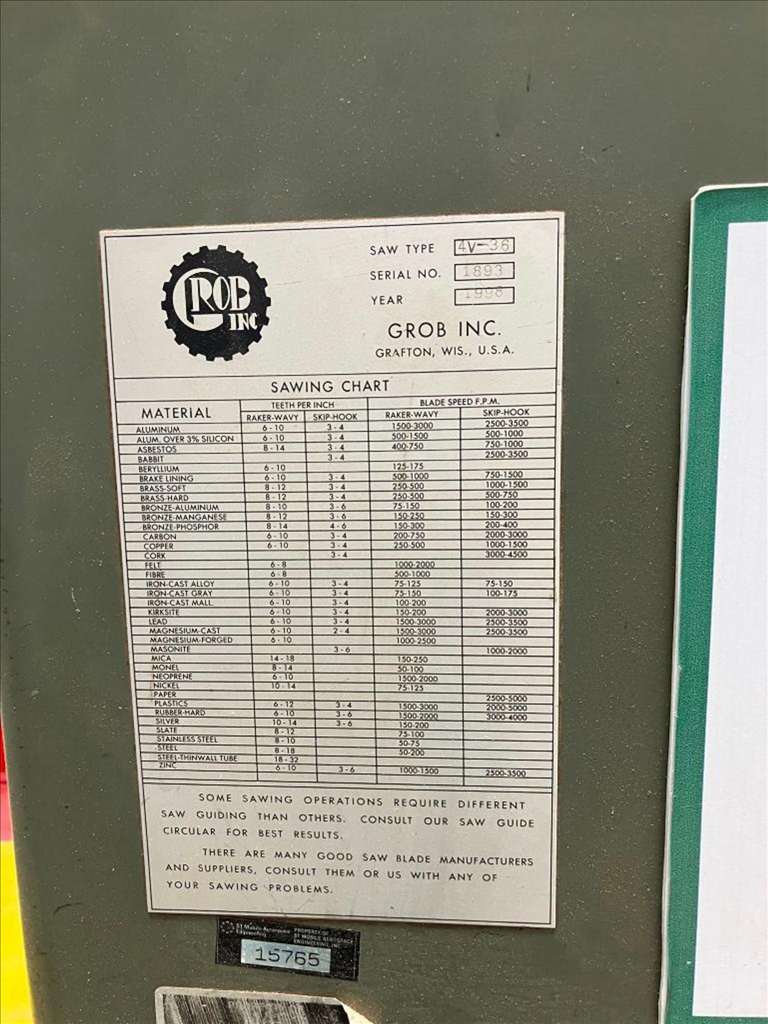 GROB INC
SAW TYPE 4V-36
SERIAL NO. 1893
YEAR 1998
GROB INC.
GRAFTON, WIS., U.S.A.
SAWING CHART
MATERIAL TEETH PER INCH BLADE SPEED F.P.M.
RAKER-WAVY SKIP-HOOK RAKER-WAVY SKIP-HOOK
ALUMINUM 6-10 3-4 1500-3000 2500-3500
ALUM. OVER 3% SILICON 6-10 3-4 500-1500 500-1000
ASBESTOS 8-14 3-4 400-750 750-1000
BABBIT 3-4 2500-3500
BERYLLIUM 6-10 125-175
BRAKE LINING 6-10 3-4 500-1000 750-1500
BRASS-SOFT 8-12 3-4 250-500 1000-1500
BRASS-HARD 8-12 3-4 250-500 500-750
BRONZE-ALUMINUM 8-10 3-6 75-150 100-200
BRONZE-MANGANESE 8-12 3-6 150-250 150-300
BRONZE-PHOSPHOR 8-14 4-6 150-300 200-400
CARBON 6-10 3-4 200-750 2000-3000
COPPER 6-10 3-4 250-500 1000-1500
CORK 3-4 3000-4500
FELT 6-8 1000-2000
FIBRE 6-8 500-1000
IRON-CAST ALLOY 6-10 3-4 75-125 75-150
IRON-CAST GRAY 6-10 3-4 75-150 100-175
IRON-CAST MALL. 6-10 3-4 100-200
KIRKSITE 6-10 3-4 150-200 2000-3000
LEAD 6-10 3-4 1500-3000 2500-3500
MAGNESIUM-CAST 6-10 2-4 1500-3000 2500-3500
MAGNESIUM-FORGED 6-10 1000-2500
MASONITE 3-6 1000-2000
MICA 14-18 150-250
MONEL 8-14 50-100
NEOPRENE 6-10 1500-2000
NICKEL 10-14 75-125
PAPER 2500-5000
PLASTICS 6-12 3-4 1500-3000 2000-5000
RUBBER-HARD 6-10 3-6 1500-2000 3000-4000
SILVER 10-14 3-6 150-200
SLATE 8-12 75-100
STAINLESS STEEL 8-10 50-75
STEEL 8-18 50-200
STEEL-THINWALL TUBE 18-32
ZINC 6-10 3-6 1000-1500 2500-3500
SOME SAWING OPERATIONS REQUIRE DIFFERENT
SAW GUIDING THAN OTHERS. CONSULT OUR SAW GUIDE
CIRCULAR FOR BEST RESULTS.
THERE ARE MANY GOOD SAW BLADE MANUFACTURERS
AND SUPPLIERS, CONSULT THEM OR US WITH ANY OF
YOUR SAWING PROBLEMS.
ST Mobile Aerospace
Engineering
PROPERTY OF
ST MOBILE AEROSPACE
ENGINEERING, INC.
15765